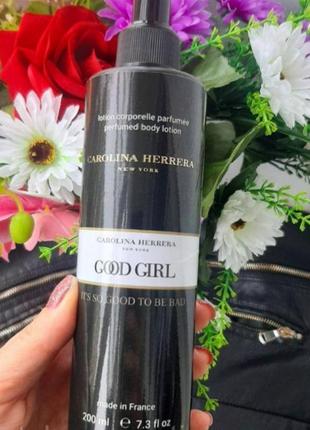 lotion corporelle parfumée
perfumed body lotion
CAROLINA HERRERA
NEW YORK
CAROLINA HERRERA
NEW YORK
GOOD GIRL
IT'S SO GOOD TO BE BAD
made in France
200 ml e 7.3 fl oz